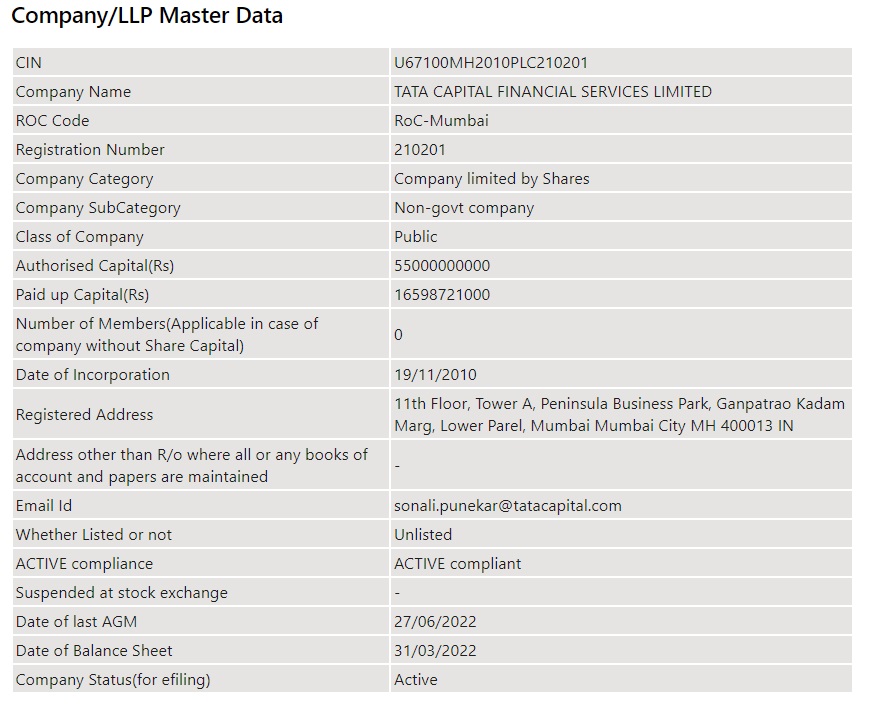 Company/LLP Master Data
CIN U67100MH2010PLC210201
Company Name TATA CAPITAL FINANCIAL SERVICES LIMITED
ROC Code RoC-Mumbai
Registration Number 210201
Company Category Company limited by Shares
Company SubCategory Non-govt company
Class of Company Public
Authorised Capital(Rs) 55000000000
Paid up Capital(Rs) 16598721000
Number of Members(Applicable in case of
company without Share Capital) 0
Date of Incorporation 19/11/2010
Registered Address 11th Floor, Tower A, Peninsula Business Park, Ganpatrao Kadam
Marg, Lower Parel, Mumbai Mumbai City MH 400013 IN
Address other than R/o where all or any books of
account and papers are maintained -
Email Id sonali.punekar@tatacapital.com
Whether Listed or not Unlisted
ACTIVE compliance ACTIVE compliant
Suspended at stock exchange -
Date of last AGM 27/06/2022
Date of Balance Sheet 31/03/2022
Company Status(for efiling) Active